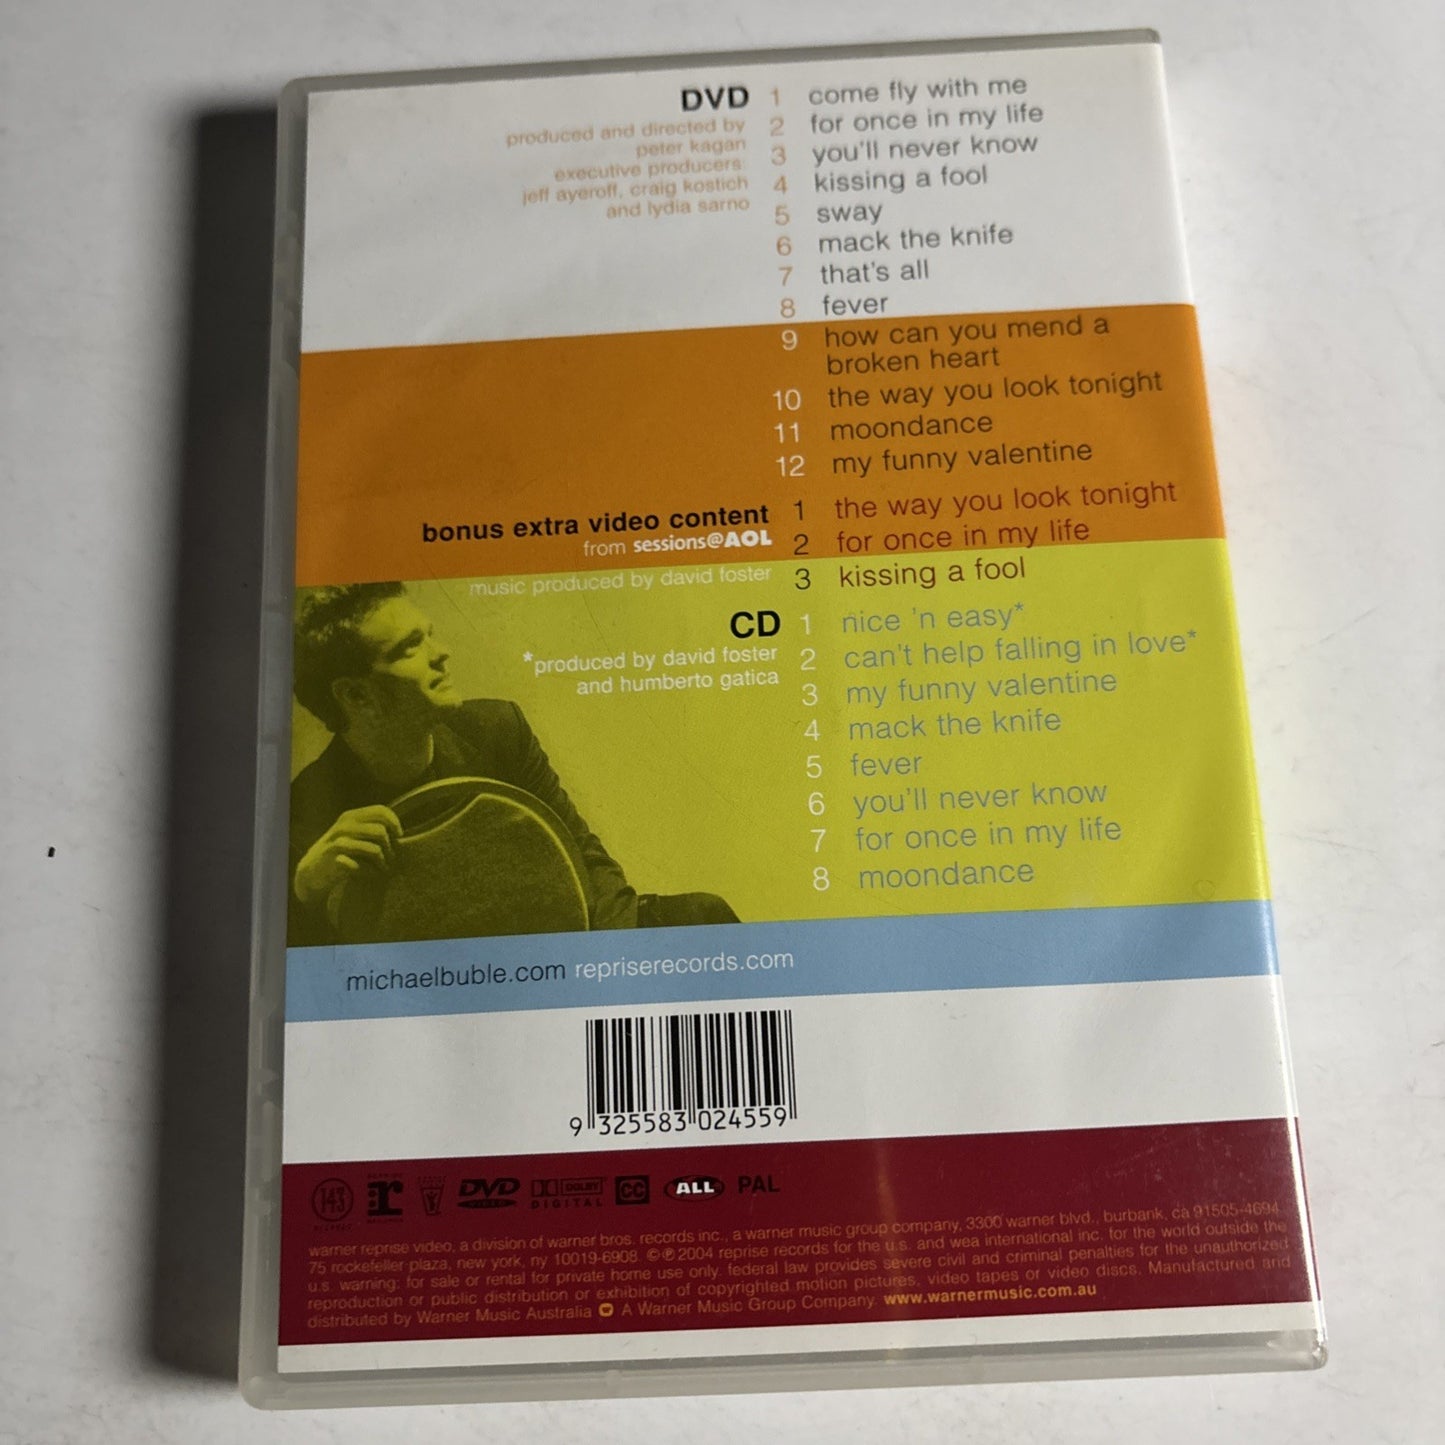 DVD
produced and directed by
peter kagan
executive producers:
jeff ayeroff, craig kostich
and lydia sarno
1 come fly with me
2 for once in my life
3 you'll never know
4 kissing a fool
5 sway
6 mack the knife
7 that's all
8 fever
9 how can you mend a
broken heart
10 the way you look tonight
11 moondance
12 my funny valentine
bonus extra video content
from sessions@AOL
1 the way you look tonight
2 for once in my life
3 kissing a fool
music produced by david foster
CD
*produced by david foster
and humberto gatica
1 nice 'n easy*
2 can't help falling in love*
3 my funny valentine
4 mack the knife
5 fever
6 you'll never know
7 for once in my life
8 moondance
michaelbuble.com repriserecords.com
9 325583 024559
143 r DVD VIDEO DOLBY DIGITAL CC ALL PAL
RECORDS
warner reprise video, a division of warner bros. records inc., a warner music group company, 3300 warner blvd., burbank, ca 91505-4694.
75 rockefeller plaza, new york, ny 10019-6908. ©℗ 2004 reprise records for the u.s. and wea international inc. for the world outside the
u.s. warning: for sale or rental for private home use only. federal law provides severe civil and criminal penalties for the unauthorized
reproduction or public distribution or exhibition of copyrighted motion pictures, video tapes or video discs. Manufactured and
distributed by Warner Music Australia A Warner Music Group Company. www.warnermusic.com.au